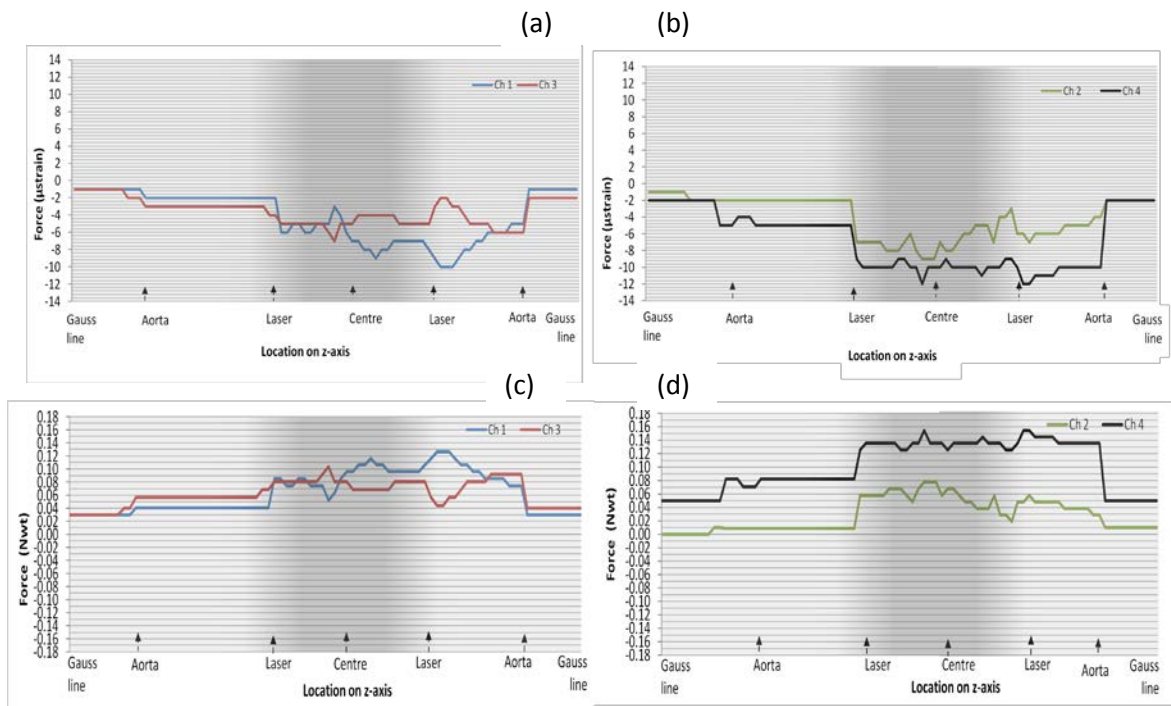 (a)
14
12
10
8
6
4
2
0
-2
-4
-6
-8
-10
-12
-14
Force (µstrain)
Ch 1 Ch 3
Gauss line
Aorta
Laser
Centre
Laser
Aorta
Gauss line
Location on z-axis
(b)
14
12
10
8
6
4
2
0
-2
-4
-6
-8
-10
-12
-14
Force (µstrain)
Ch 2 Ch 4
Gauss line
Aorta
Laser
Centre
Laser
Aorta
Gauss line
Location on z-axis
(c)
0.18
0.16
0.14
0.12
0.10
0.08
0.06
0.04
0.02
0.00
-0.02
-0.04
-0.06
-0.08
-0.10
-0.12
-0.14
-0.16
-0.18
Force (Nwt)
Ch 1 Ch 3
Gauss line
Aorta
Laser
Centre
Laser
Aorta
Gauss line
Location on z-axis
(d)
0.18
0.16
0.14
0.12
0.10
0.08
0.06
0.04
0.02
0.00
-0.02
-0.04
-0.06
-0.08
-0.10
-0.12
-0.14
-0.16
-0.18
Force (Nwt)
Ch 2 Ch 4
Gauss line
Aorta
Laser
Centre
Laser
Aorta
Gauss line
Location on z-axis